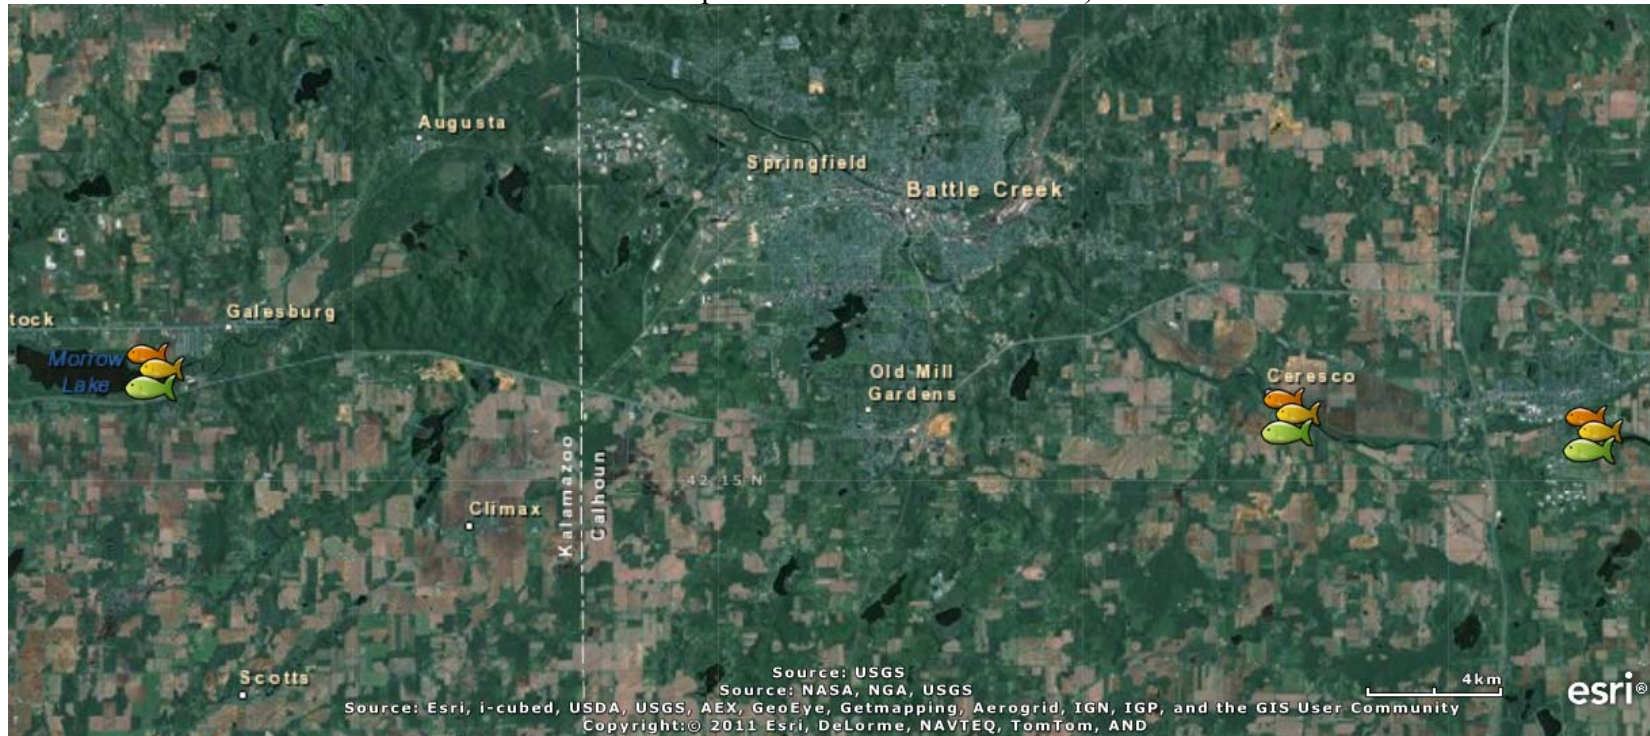 Augusta
Springfield
Battle Creek
Galesburg
tock
Morrow
Lake
Old Mill
Gardens
Ceresco
Kalamazoo
Calhoun
42°15'N
Climax
Scotts
Source: USGS
Source: NASA, NGA, USGS
Source: Esri, i-cubed, USDA, USGS, AEX, GeoEye, Getmapping, Aerogrid, IGN, IGP, and the GIS User Community
Copyright:© 2011 Esri, DeLorme, NAVTEQ, TomTom, AND
4km
esri®